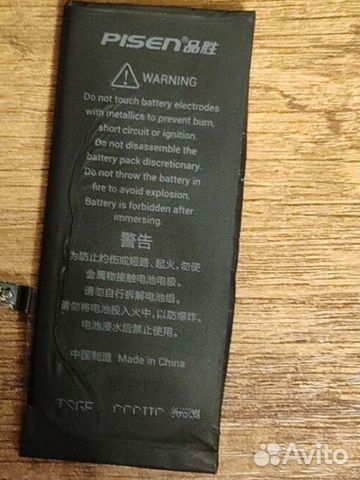 PISEN®品胜
WARNING
Do not touch battery electrodes
with metallics to prevent burn,
short circuit or ignition.
Do not disassemble the
battery pack discretionary.
Do not throw the battery in
fire to avoid explosion.
Battery is forbidden after
immersing.
警告
为防止灼伤或短路、起火，勿使
金属物接触电池电极。
请勿自行拆解电池组。
请勿将电池投入火中，以防爆炸。
电池浸水后禁止使用。
中国制造 Made in China
Avito